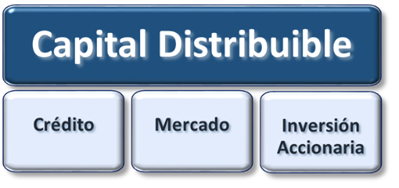 Capital Distribuible
Crédito
Mercado
Inversión
Accionaria